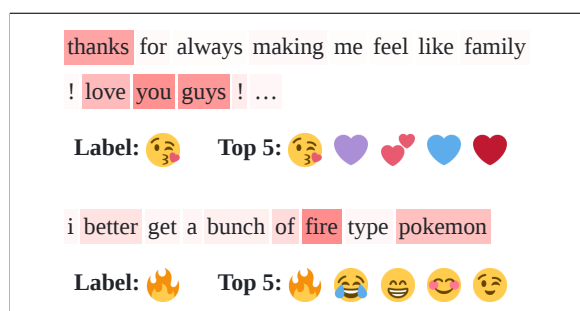 thanks for always making me feel like family
! love you guys ! …
Label: 😘 Top 5: 😘 💜 💕 💙 ❤️
i better get a bunch of fire type pokemon
Label: 🔥 Top 5: 🔥 😂 😁 😊 😉